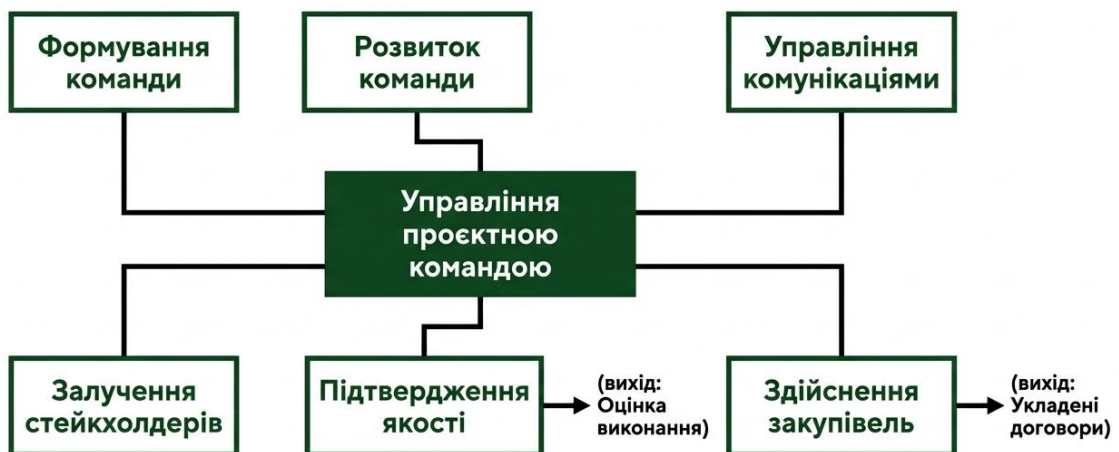 Формування
команди
Розвиток
команди
Управління
комунікаціями
Управління
проєктною
командою
Залучення
стейкхолдерів
Підтвердження
якості
(вихід:
Оцінка
виконання)
Здійснення
закупівель
(вихід:
Укладені
договори)